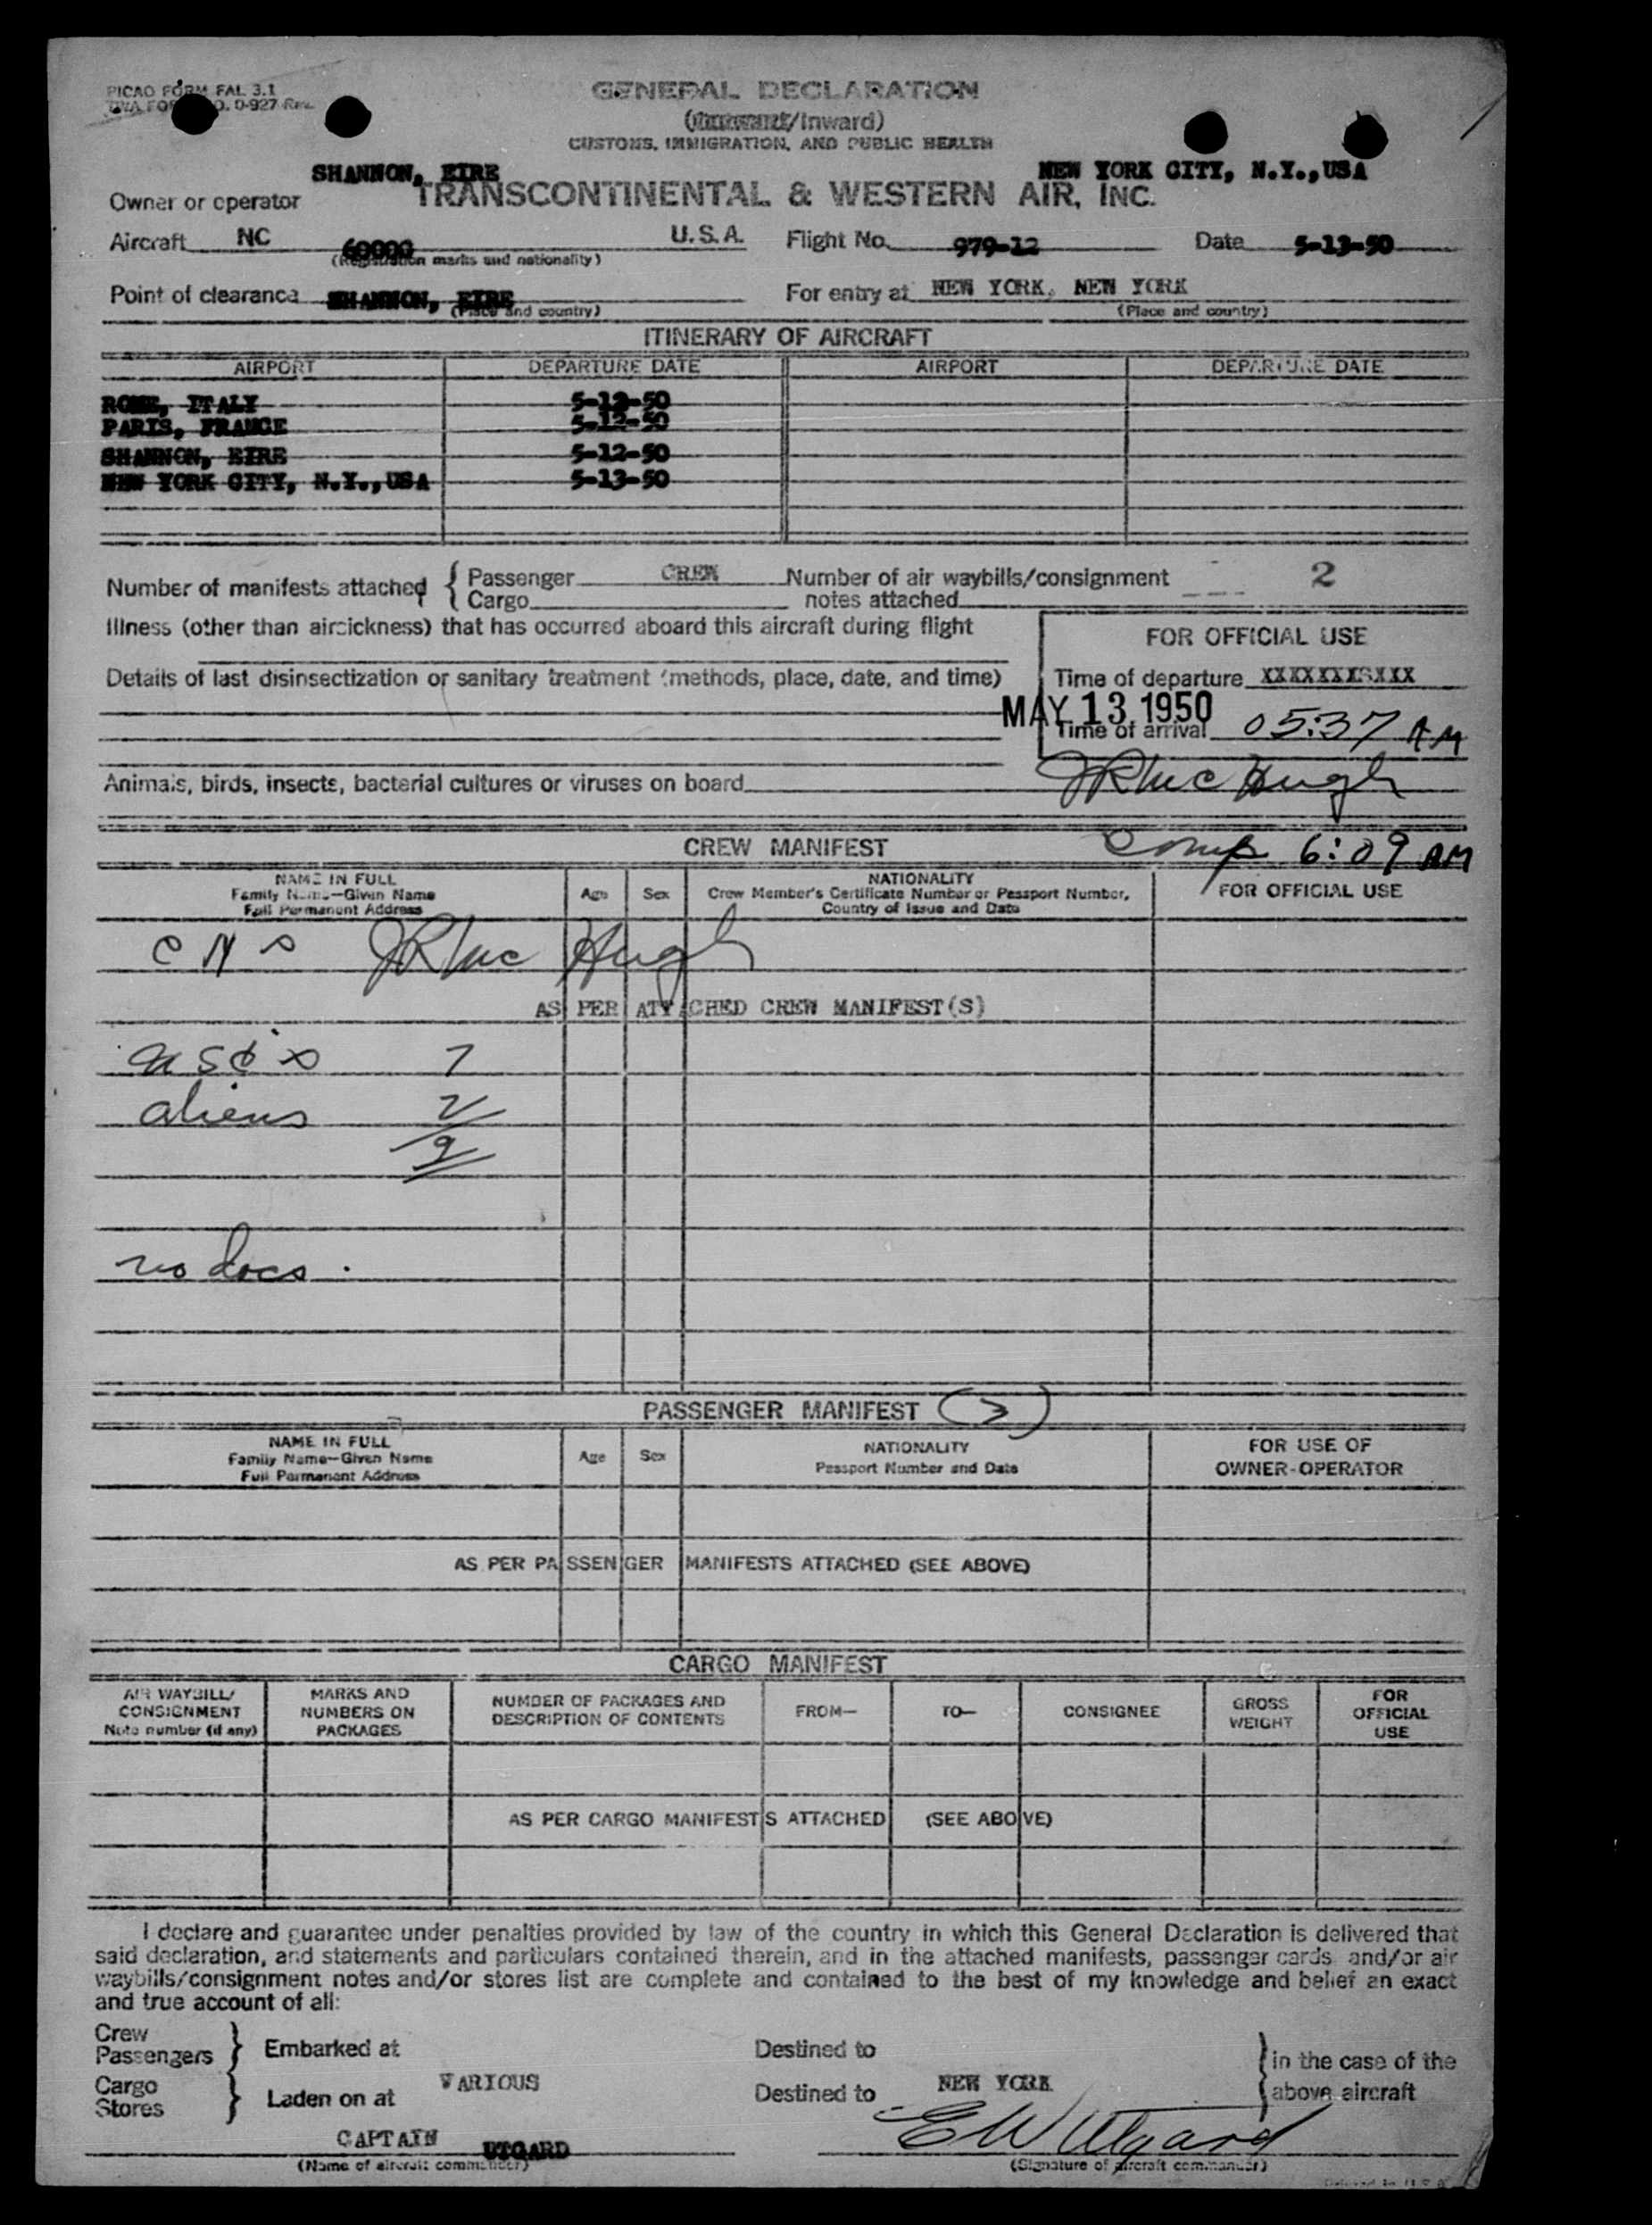 PICAO FORM FAL 3.1
0-927 Rev.
GENERAL DECLARATION
/Inward)
CUSTOMS, IMMIGRATION, AND PUBLIC HEALTH
SHANNON, EIRE NEW YORK CITY, N.Y.,USA
Owner or operator TRANSCONTINENTAL & WESTERN AIR, INC.
Aircraft NC U.S.A. Flight No. 979-12 Date 5-13-50
(Registration marks and nationality)
Point of clearance SHANNON, EIRE For entry at NEW YORK, NEW YORK
(Place and country) (Place and country)
ITINERARY OF AIRCRAFT
AIRPORT DEPARTURE DATE AIRPORT DEPARTURE DATE
ROME, ITALY 5-12-50
PARIS, FRANCE 5-12-50
SHANNON, EIRE 5-12-50
NEW YORK CITY, N.Y.,USA 5-13-50
Number of manifests attached { Passenger CREW Number of air waybills/consignment 2
Cargo notes attached
Illness (other than airsickness) that has occurred aboard this aircraft during flight
FOR OFFICIAL USE
Details of last disinsectization or sanitary treatment (methods, place, date, and time)
Time of departure
MAY 13 1950
Time of arrival 05:37 AM
Animals, birds, insects, bacterial cultures or viruses on board JR McHugh
CREW MANIFEST comp 6:09 AM
NAME IN FULL
Family Name—Given Name
Full Permanent Address
Age Sex
NATIONALITY
Crew Member's Certificate Number or Passport Number,
Country of Issue and Date
FOR OFFICIAL USE
JR McHugh
AS PER ATTACHED CREW MANIFEST(S)
7
aliens 2
9
no docs.
PASSENGER MANIFEST
NAME IN FULL
Family Name—Given Name
Full Permanent Address
Age Sex
NATIONALITY
Passport Number and Date
FOR USE OF
OWNER-OPERATOR
AS PER PASSENGER MANIFESTS ATTACHED (SEE ABOVE)
CARGO MANIFEST
AIR WAYBILL/
CONSIGNMENT
Note number (if any)
MARKS AND
NUMBERS ON
PACKAGES
NUMBER OF PACKAGES AND
DESCRIPTION OF CONTENTS
FROM—
TO—
CONSIGNEE
GROSS
WEIGHT
FOR
OFFICIAL
USE
AS PER CARGO MANIFESTS ATTACHED (SEE ABOVE)
I declare and guarantee under penalties provided by law of the country in which this General Declaration is delivered that
said declaration, and statements and particulars contained therein, and in the attached manifests, passenger cards and/or air
waybills/consignment notes and/or stores list are complete and contained to the best of my knowledge and belief an exact
and true account of all:
Crew
Passengers } Embarked at Destined to } in the case of the
Cargo
Stores } Laden on at VARIOUS Destined to NEW YORK above aircraft
CAPTAIN UTGARD E W Utgard
(Name of aircraft commander) (Signature of aircraft commander)